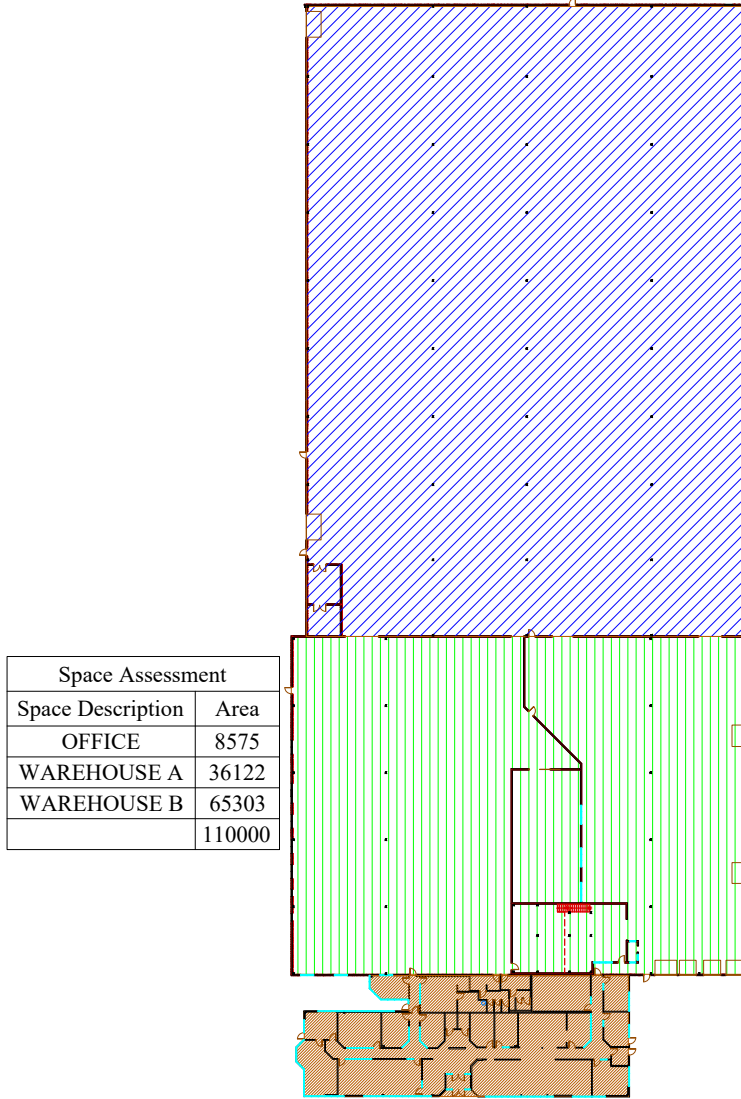 Space Assessment
Space Description Area
OFFICE 8575
WAREHOUSE A 36122
WAREHOUSE B 65303
110000